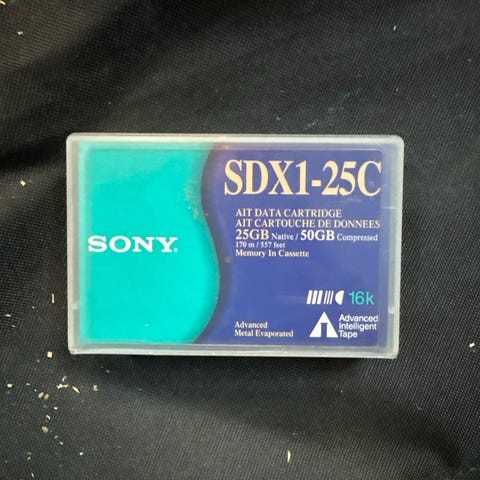 SDX1-25C
AIT DATA CARTRIDGE
AIT CARTOUCHE DE DONNEES
25GB Native / 50GB Compressed
170 m / 557 feet
Memory In Cassette
SONY.
16k
Advanced
Metal Evaporated
Advanced
Intelligent
Tape